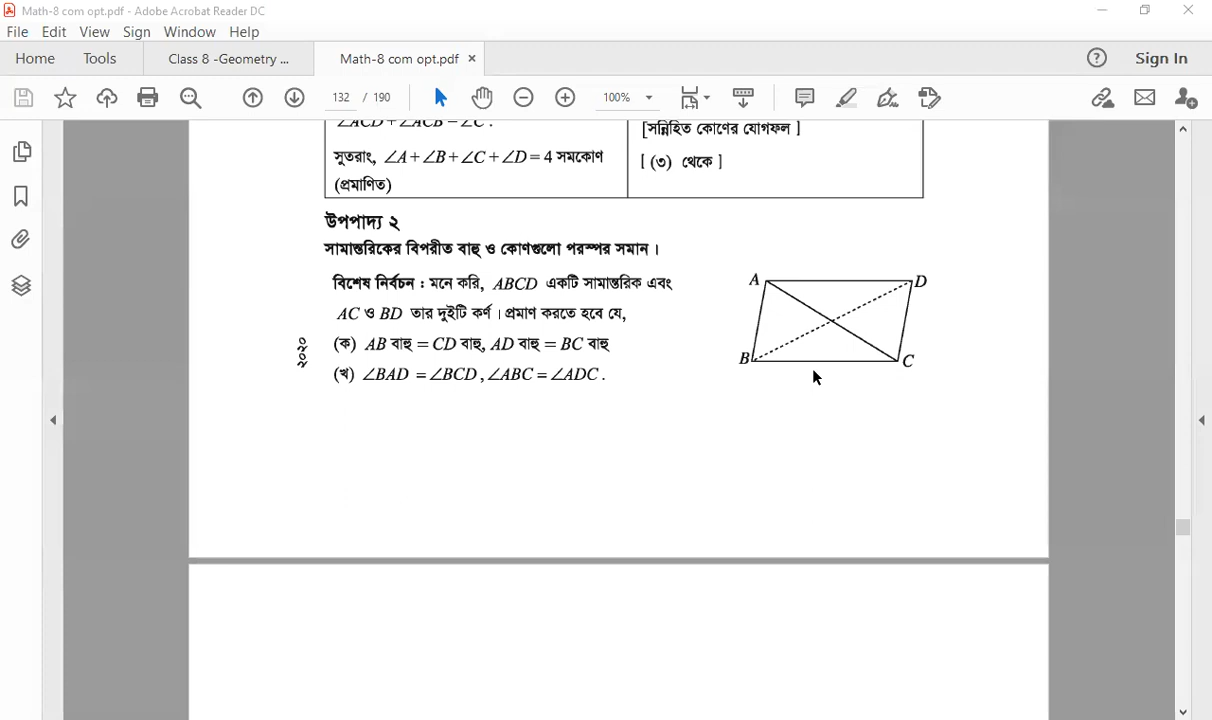 Math-8 com opt.pdf - Adobe Acrobat Reader DC
File Edit View Sign Window Help
Home Tools Class 8 -Geometry ... Math-8 com opt.pdf × Sign In
132 / 190 100%
∠ACD + ∠ACB = ∠C .
[সন্নিহিত কোণের যোগফল ]
সুতরাং, ∠A + ∠B + ∠C + ∠D = 4 সমকোণ
[ (৩) থেকে ]
(প্রমাণিত)
উপপাদ্য ২
সামান্তরিকের বিপরীত বাহু ও কোণগুলো পরস্পর সমান ।
বিশেষ নির্বচন : মনে করি, ABCD একটি সামান্তরিক এবং
AC ও BD তার দুইটি কর্ণ । প্রমাণ করতে হবে যে,
(ক) AB বাহু = CD বাহু, AD বাহু = BC বাহু
(খ) ∠BAD = ∠BCD , ∠ABC = ∠ADC .
২০২০
A D
B C